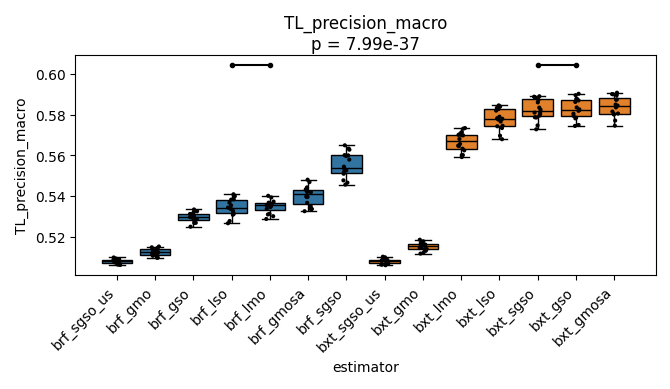 TL_precision_macro
p = 7.99e-37
TL_precision_macro
0.60
0.58
0.56
0.54
0.52
brf_sgso_us
brf_gmo
brf_gso
brf_lso
brf_lmo
brf_gmosa
brf_sgso
bxt_sgso_us
bxt_gmo
bxt_lmo
bxt_lso
bxt_sgso
bxt_gso
bxt_gmosa
estimator